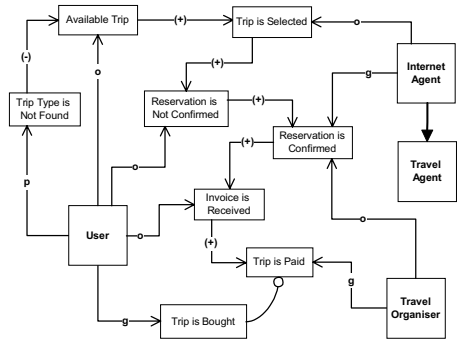 Available Trip
(+)
Trip is Selected
o
Internet
Agent
(-)
(+)
g
Trip Type is
Not Found
o
Reservation is
Not Confirmed
(+)
Reservation is
Confirmed
(+)
Travel
Agent
p
o
Invoice is
Received
o
User
o
(+)
Trip is Paid
g
Travel
Organiser
g
Trip is Bought